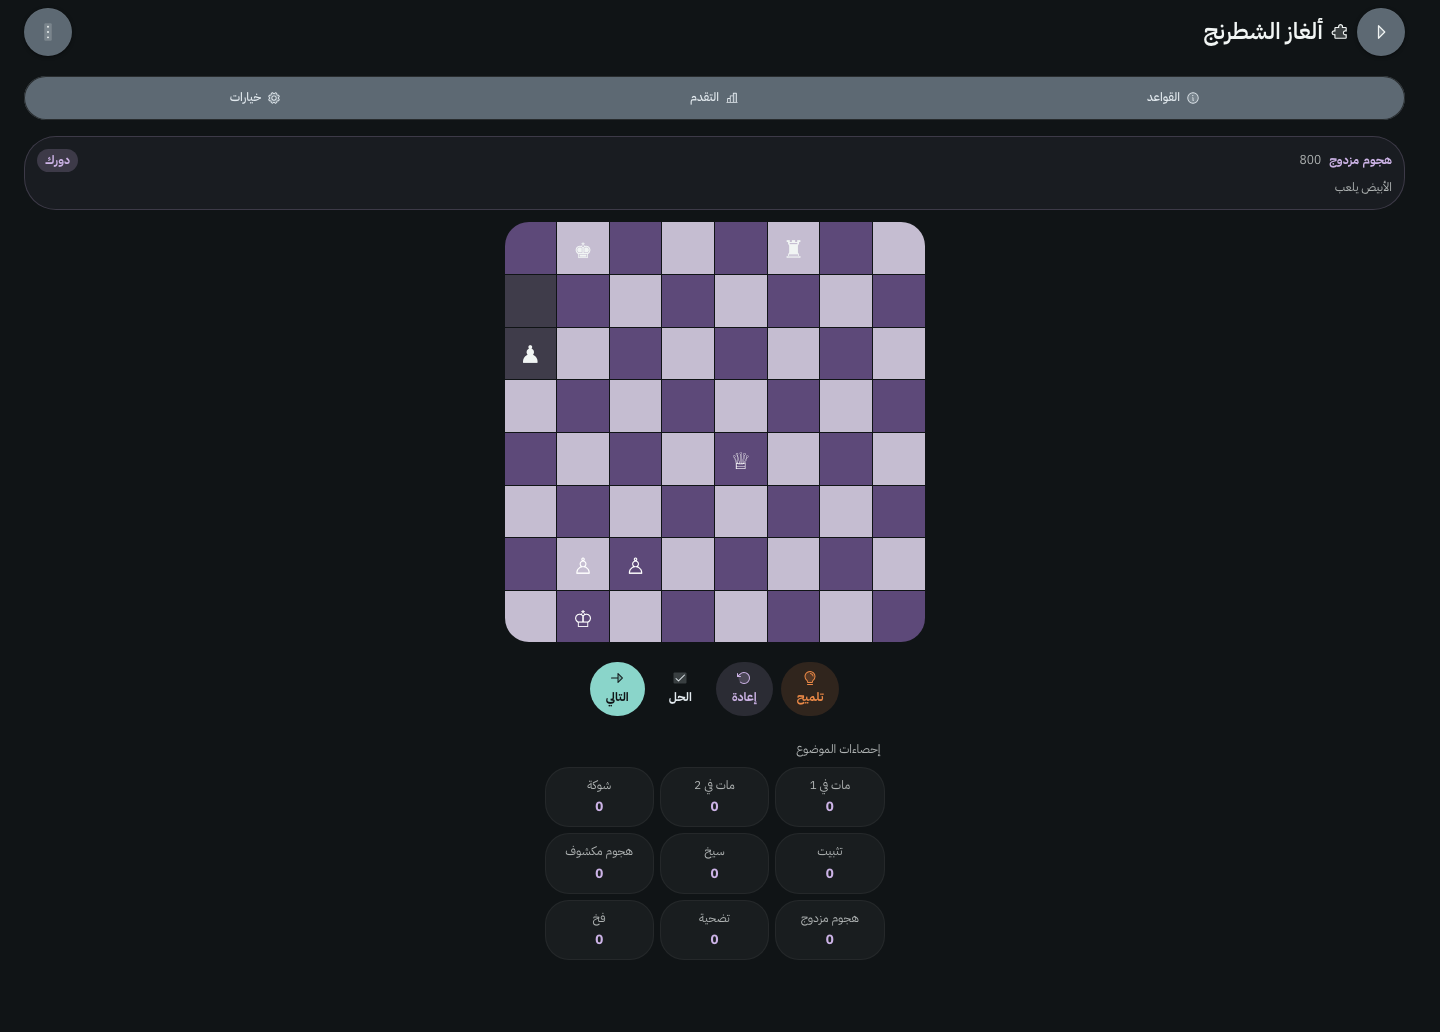 ألغاز الشطرنج
القواعد
التقدم
خيارات
هجوم مزدوج 800
دورك
الأبيض يلعب
تلميح
إعادة
الحل
التالي
إحصاءات الموضوع
مات في 1
0
مات في 2
0
شوكة
0
تثبيت
0
سيخ
0
هجوم مكشوف
0
هجوم مزدوج
0
تضحية
0
فخ
0